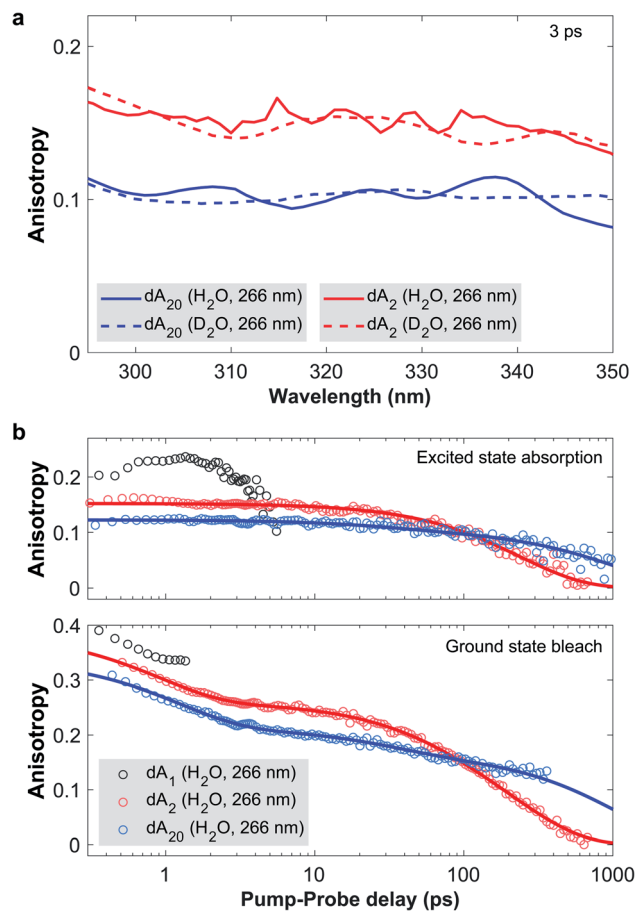 a
0.2
0.1
0
Anisotropy
3 ps
dA20 (H2O, 266 nm)
dA20 (D2O, 266 nm)
dA2 (H2O, 266 nm)
dA2 (D2O, 266 nm)
300 310 320 330 340 350
Wavelength (nm)
b
0.2
0.1
0
Anisotropy
Excited state absorption
0.4
0.3
0.2
0.1
0
Anisotropy
Ground state bleach
dA1 (H2O, 266 nm)
dA2 (H2O, 266 nm)
dA20 (H2O, 266 nm)
1 10 100 1000
Pump-Probe delay (ps)